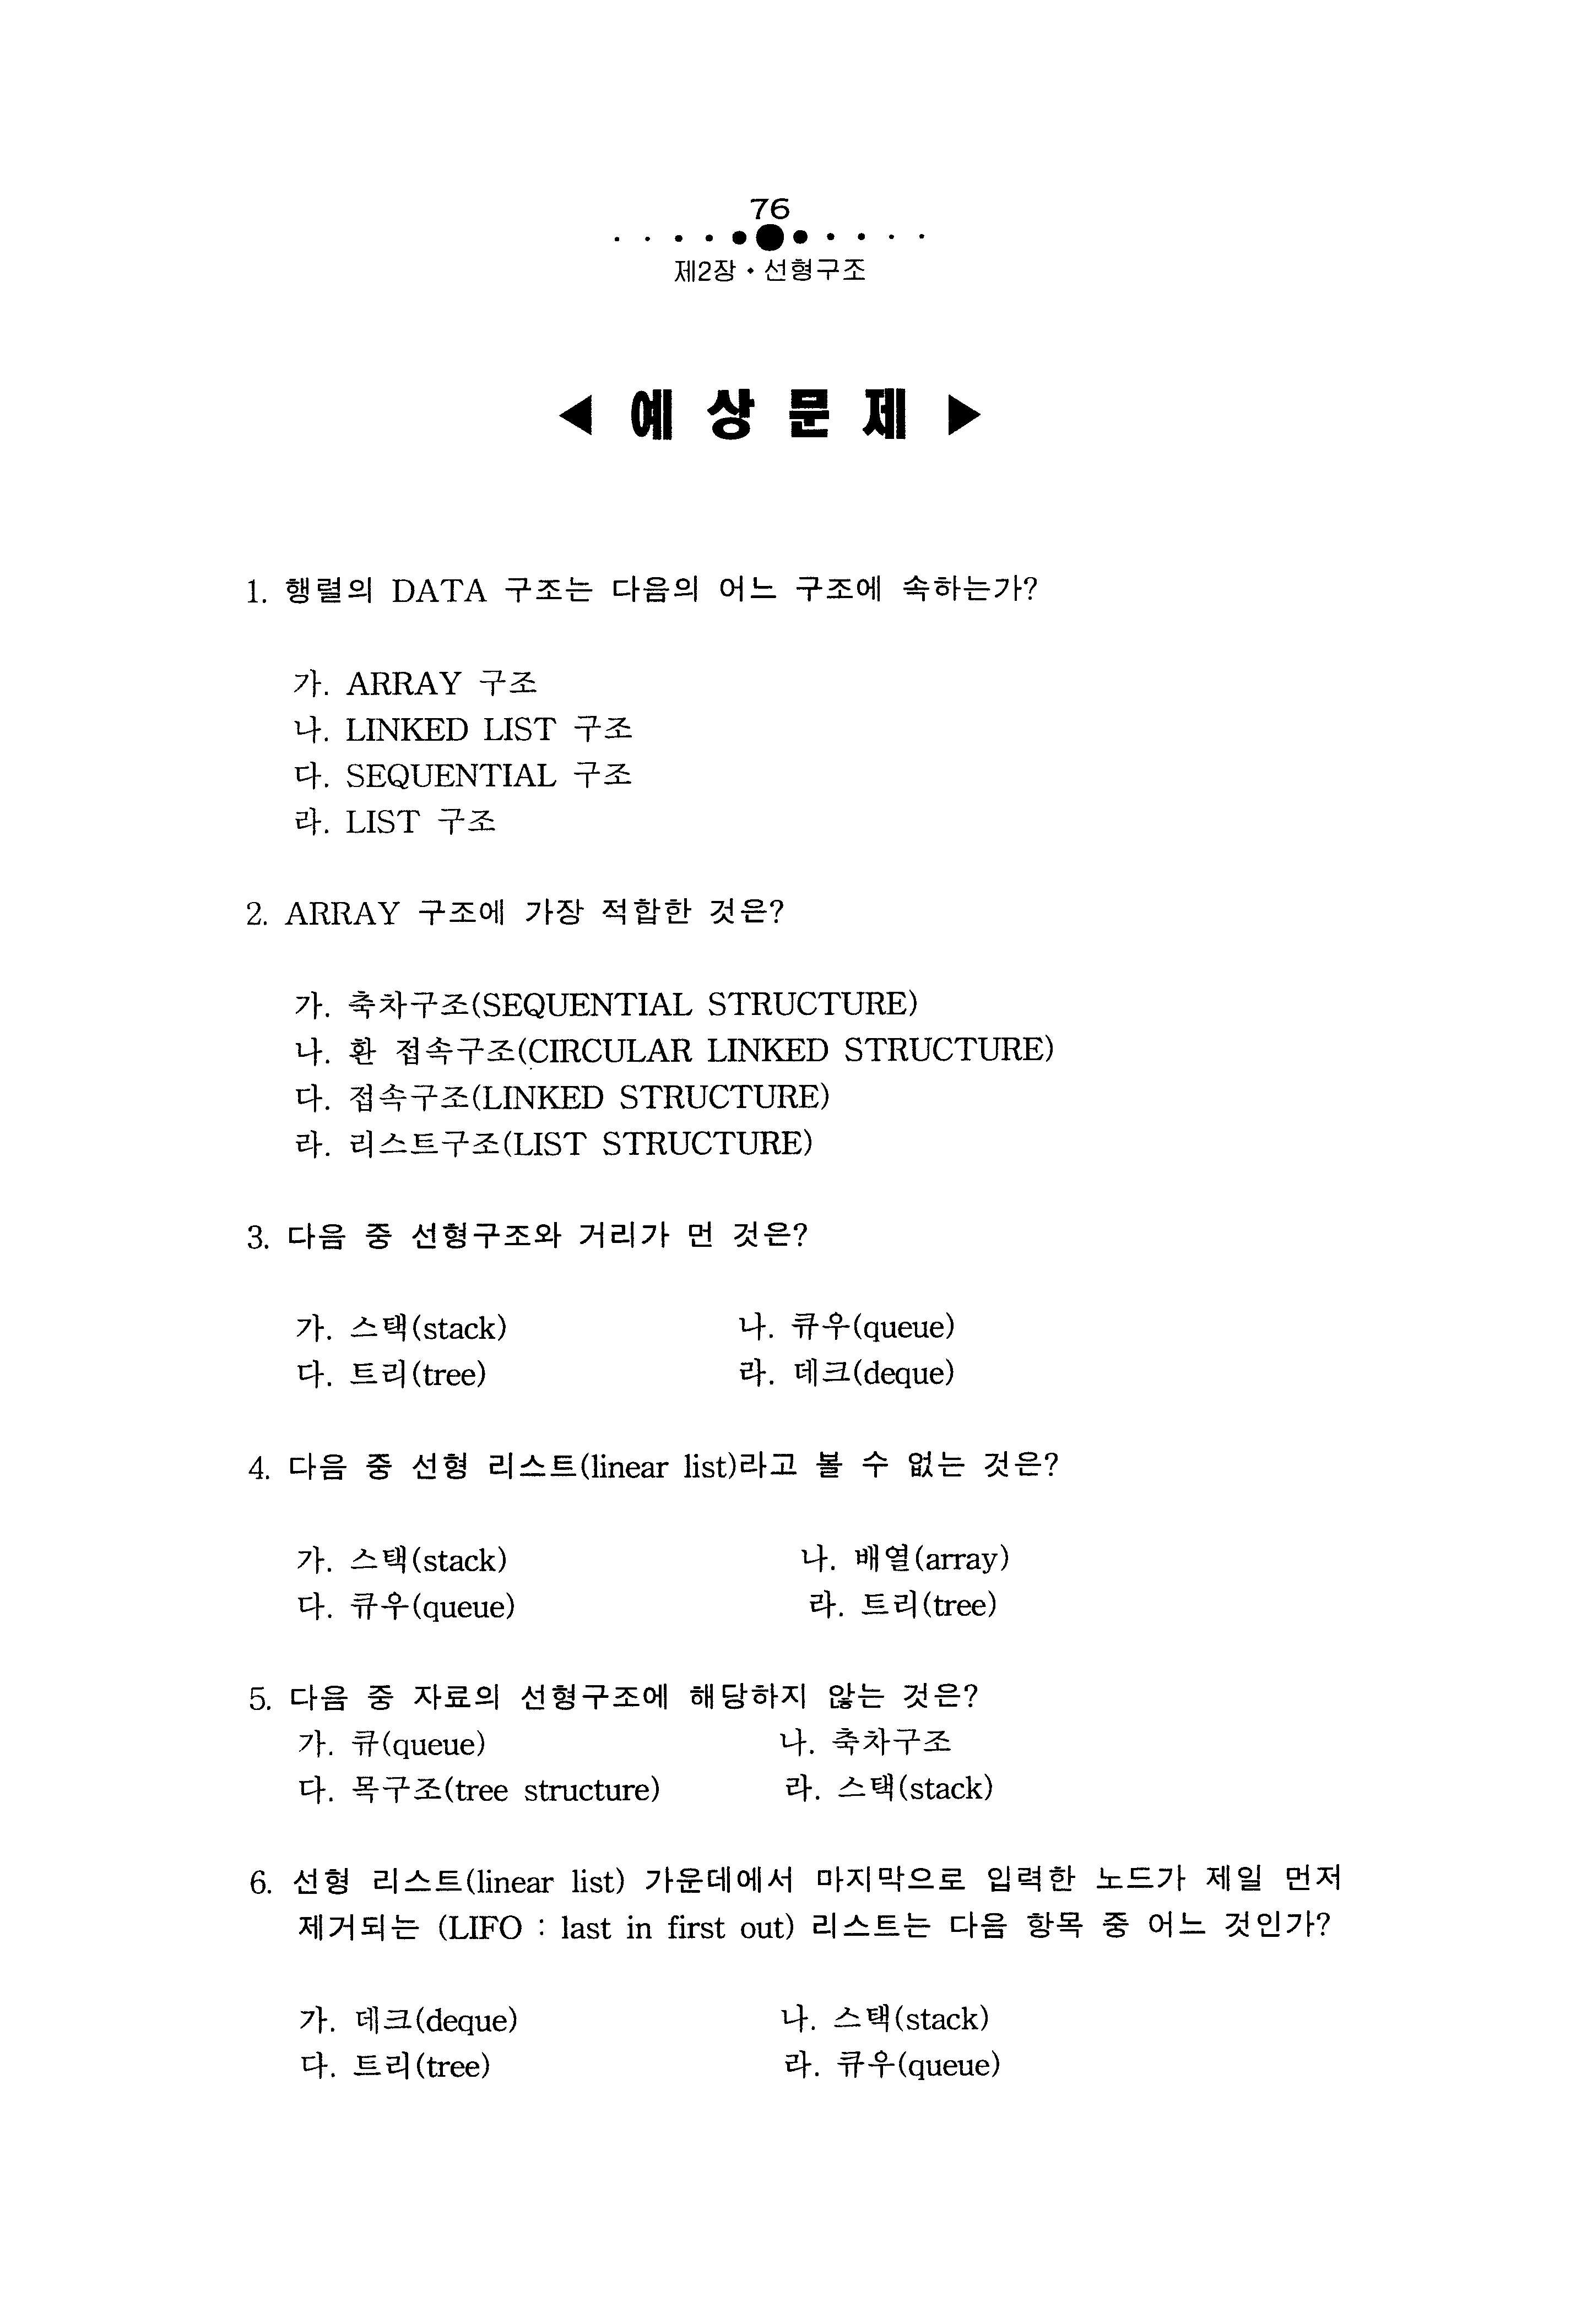 76
제2장 • 선형구조
◀ 예 상 문 제 ▶
1. 행렬의 DATA 구조는 다음의 어느 구조에 속하는가?
가. ARRAY 구조
나. LINKED LIST 구조
다. SEQUENTIAL 구조
라. LIST 구조
2. ARRAY 구조에 가장 적합한 것은?
가. 축차구조(SEQUENTIAL STRUCTURE)
나. 환 접속구조(CIRCULAR LINKED STRUCTURE)
다. 접속구조(LINKED STRUCTURE)
라. 리스트구조(LIST STRUCTURE)
3. 다음 중 선형구조와 거리가 먼 것은?
가. 스택(stack) 나. 큐우(queue)
다. 트리(tree) 라. 데크(deque)
4. 다음 중 선형 리스트(linear list)라고 볼 수 없는 것은?
가. 스택(stack) 나. 배열(array)
다. 큐우(queue) 라. 트리(tree)
5. 다음 중 자료의 선형구조에 해당하지 않는 것은?
가. 큐(queue) 나. 축차구조
다. 목구조(tree structure) 라. 스택(stack)
6. 선형 리스트(linear list) 가운데에서 마지막으로 입력한 노드가 제일 먼저
제거되는 (LIFO : last in first out) 리스트는 다음 항목 중 어느 것인가?
가. 데크(deque) 나. 스택(stack)
다. 트리(tree) 라. 큐우(queue)